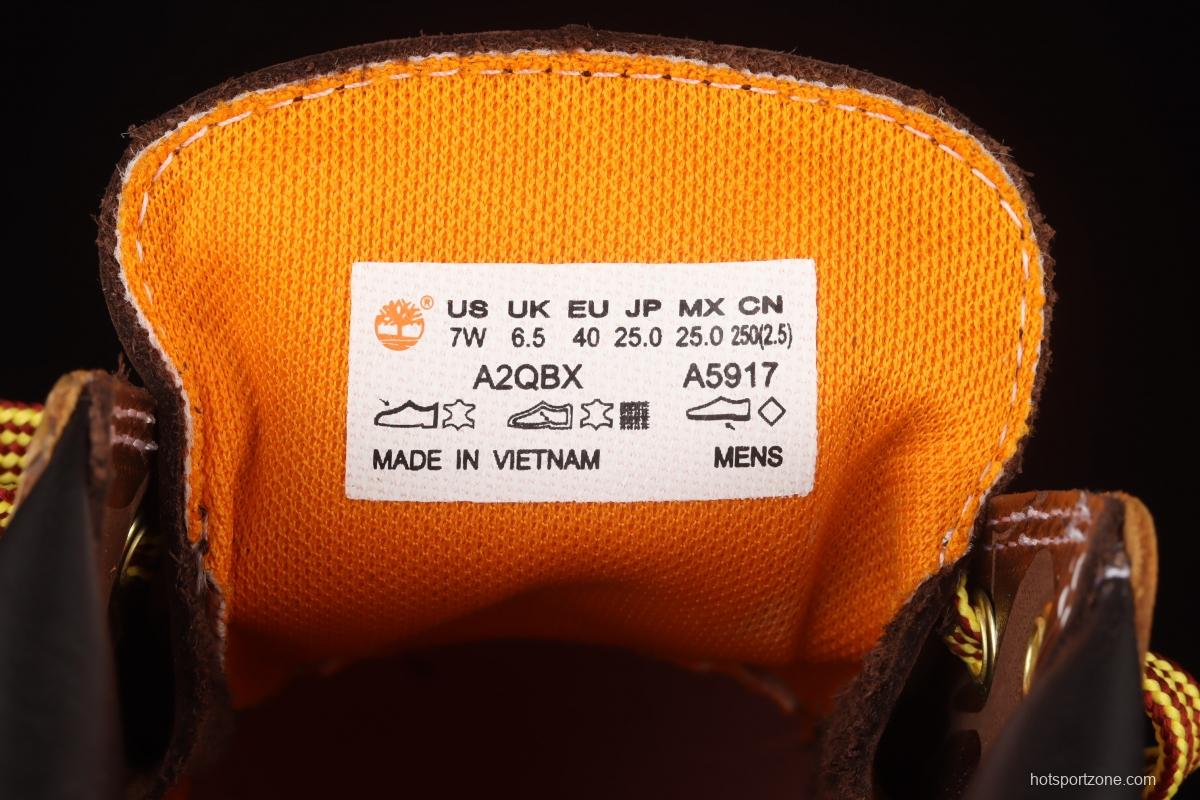 ® US UK EU JP MX CN
7W 6.5 40 25.0 25.0 250(2.5)
A2QBX A5917
MADE IN VIETNAM MENS
hotsportzone.com